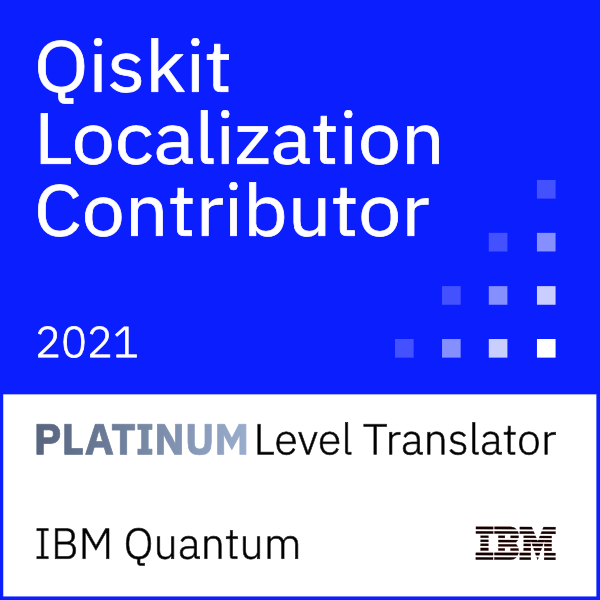 Qiskit
Localization
Contributor
2021
PLATINUM Level Translator
IBM Quantum
IBM